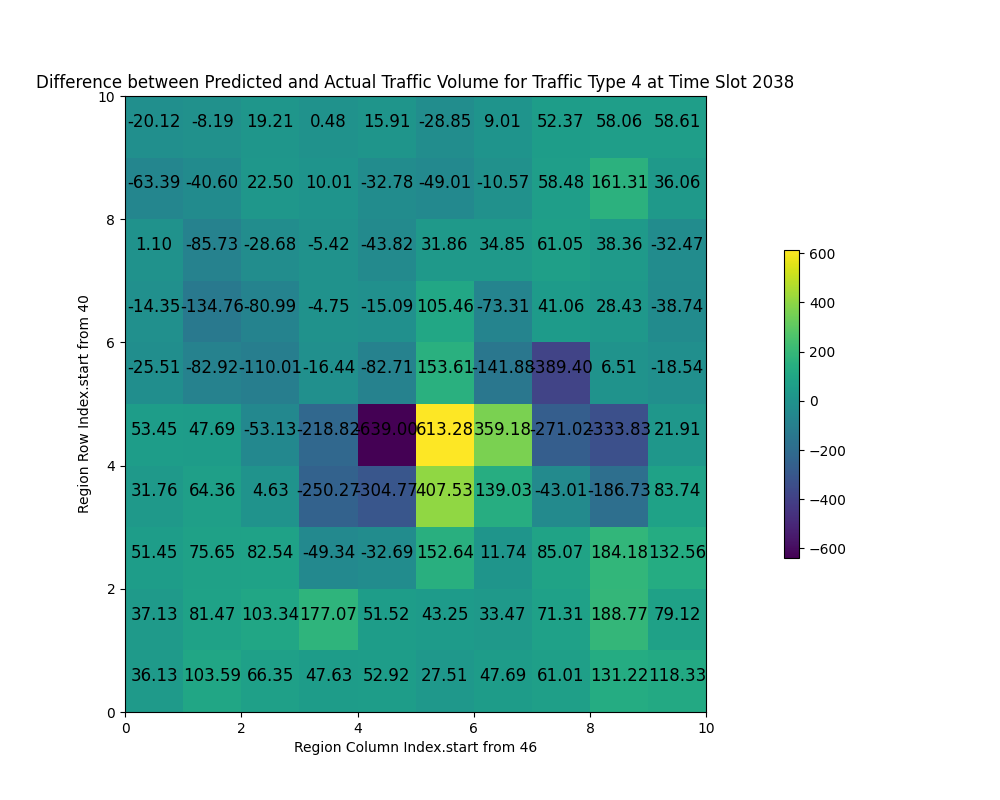 Difference between Predicted and Actual Traffic Volume for Traffic Type 4 at Time Slot 2038
10
-20.12 -8.19 19.21 0.48 15.91 -28.85 9.01 52.37 58.06 58.61
-63.39 -40.60 22.50 10.01 -32.78 -49.01 -10.57 58.48 161.31 36.06
8
1.10 -85.73 -28.68 -5.42 -43.82 31.86 34.85 61.05 38.36 -32.47
-14.35 -134.76 -80.99 -4.75 -15.09 105.46 -73.31 41.06 28.43 -38.74
6
-25.51 -82.92 -110.01 -16.44 -82.71 153.61 -141.88 -389.40 6.51 -18.54
53.45 47.69 -53.13 -218.82 -639.00 613.28 359.18 -271.02 -333.83 21.91
4
31.76 64.36 4.63 -250.27 -304.77 407.53 139.03 -43.01 -186.73 83.74
51.45 75.65 82.54 -49.34 -32.69 152.64 11.74 85.07 184.18 132.56
2
37.13 81.47 103.34 177.07 51.52 43.25 33.47 71.31 188.77 79.12
36.13 103.59 66.35 47.63 52.92 27.51 47.69 61.01 131.22 118.33
0
0 2 4 6 8 10
Region Column Index.start from 46
Region Row Index.start from 40
600
400
200
0
−200
−400
−600